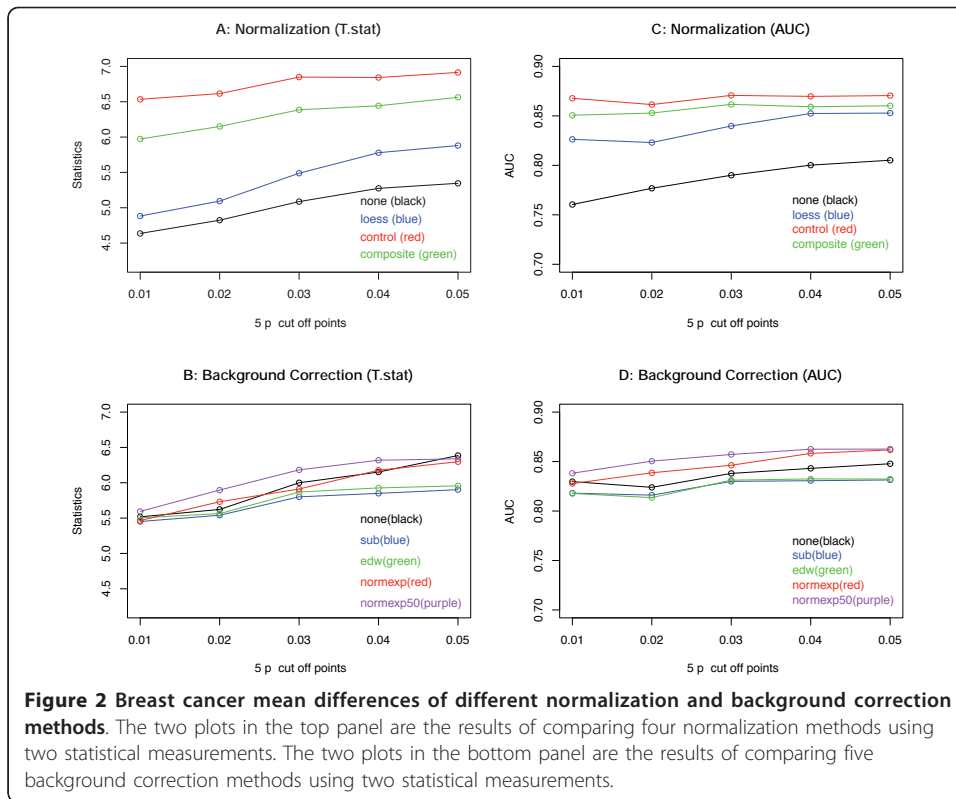 A: Normalization (T.stat)
Statistics
7.0
6.5
6.0
5.5
5.0
4.5
none (black)
loess (blue)
control (red)
composite (green)
0.01 0.02 0.03 0.04 0.05
5 p cut off points
C: Normalization (AUC)
AUC
0.90
0.85
0.80
0.75
0.70
none (black)
loess (blue)
control (red)
composite (green)
0.01 0.02 0.03 0.04 0.05
5 p cut off points
B: Background Correction (T.stat)
Statistics
7.0
6.5
6.0
5.5
5.0
4.5
none(black)
sub(blue)
edw(green)
normexp(red)
normexp50(purple)
0.01 0.02 0.03 0.04 0.05
5 p cut off points
D: Background Correction (AUC)
AUC
0.90
0.85
0.80
0.75
0.70
none(black)
sub(blue)
edw(green)
normexp(red)
normexp50(purple)
0.01 0.02 0.03 0.04 0.05
5 p cut off points
Figure 2 Breast cancer mean differences of different normalization and background correction
methods. The two plots in the top panel are the results of comparing four normalization methods using
two statistical measurements. The two plots in the bottom panel are the results of comparing five
background correction methods using two statistical measurements.